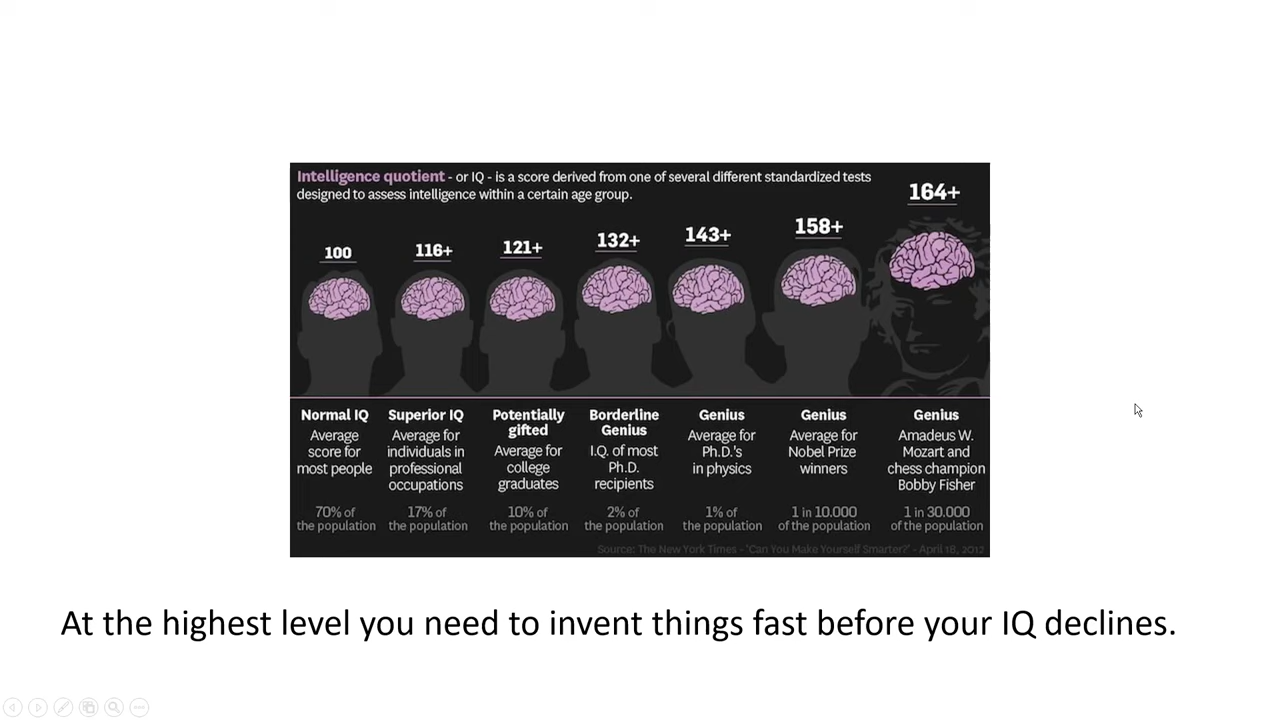 Intelligence quotient - or IQ - is a score derived from one of several different standardized tests
designed to assess intelligence within a certain age group.
100
116+
121+
132+
143+
158+
164+
Normal IQ
Average
score for
most people
70% of
the population
Superior IQ
Average for
individuals in
professional
occupations
17% of
the population
Potentially
gifted
Average for
college
graduates
10% of
the population
Borderline
Genius
I.Q. of most
Ph.D.
recipients
2% of
the population
Genius
Average for
Ph.D.'s
in physics
1% of
the population
Genius
Average for
Nobel Prize
winners
1 in 10.000
of the population
Genius
Amadeus W.
Mozart and
chess champion
Bobby Fisher
1 in 30.000
of the population
Source: The New York Times - 'Can You Make Yourself Smarter?' - April 18, 2012
At the highest level you need to invent things fast before your IQ declines.